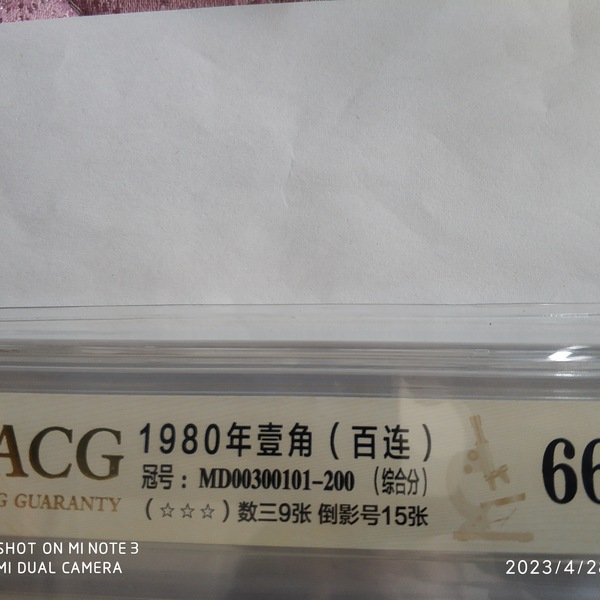 ACG
G GUARANTY
1980年壹角（百连）
冠号：MD00300101-200 （综合分）
（☆☆☆）数三9张 倒影号15张
66
SHOT ON MI NOTE 3
MI DUAL CAMERA
2023/4/28